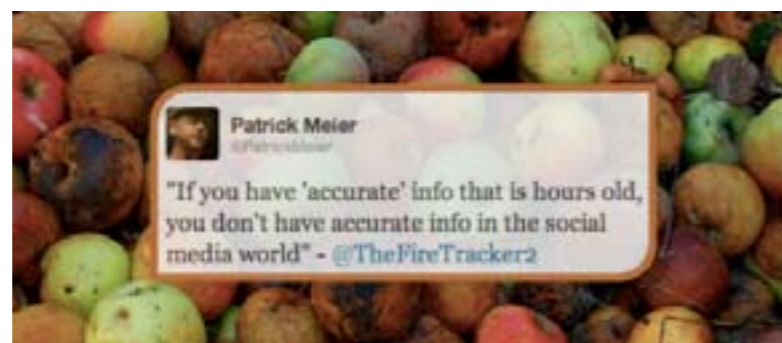 Patrick Meier
@PatrickMeier
"If you have 'accurate' info that is hours old,
you don't have accurate info in the social
media world" - @TheFireTracker2